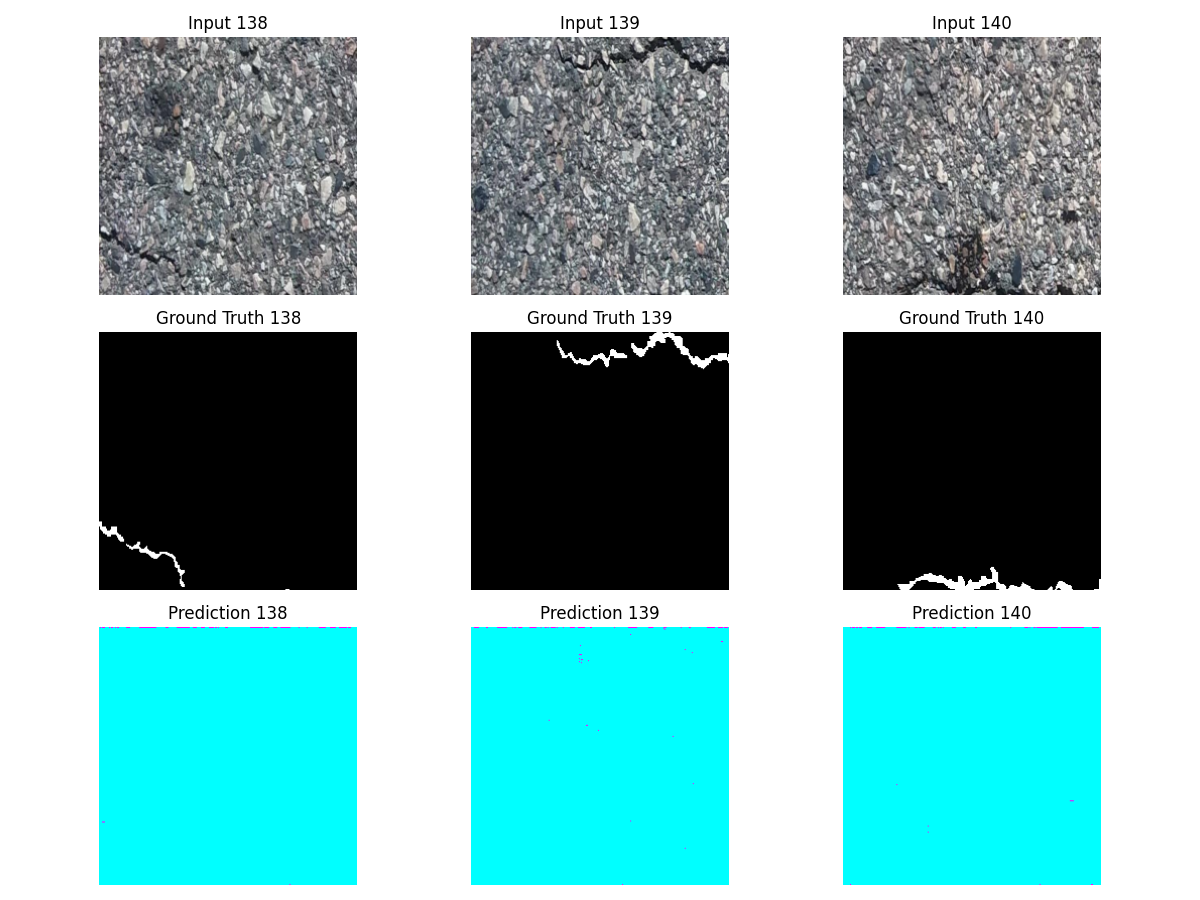 Input 138
Input 139
Input 140
Ground Truth 138
Ground Truth 139
Ground Truth 140
Prediction 138
Prediction 139
Prediction 140